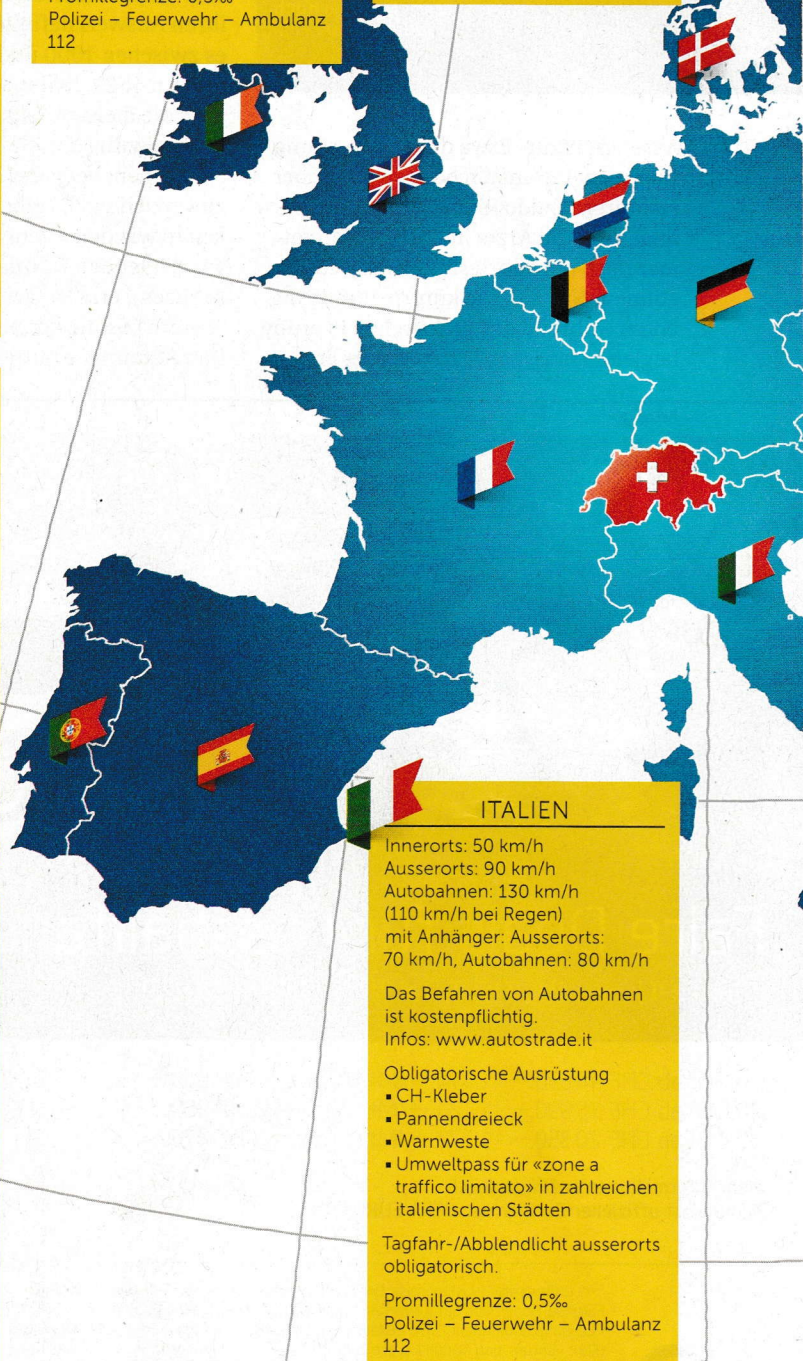 Polizei – Feuerwehr – Ambulanz
112
ITALIEN
Innerorts: 50 km/h
Ausserorts: 90 km/h
Autobahnen: 130 km/h
(110 km/h bei Regen)
mit Anhänger: Ausserorts:
70 km/h, Autobahnen: 80 km/h
Das Befahren von Autobahnen
ist kostenpflichtig.
Infos: www.autostrade.it
Obligatorische Ausrüstung
▪ CH-Kleber
▪ Pannendreieck
▪ Warnweste
▪ Umweltpass für «zone a
traffico limitato» in zahlreichen
italienischen Städten
Tagfahr-/Abblendlicht ausserorts
obligatorisch.
Promillegrenze: 0,5‰
Polizei – Feuerwehr – Ambulanz
112